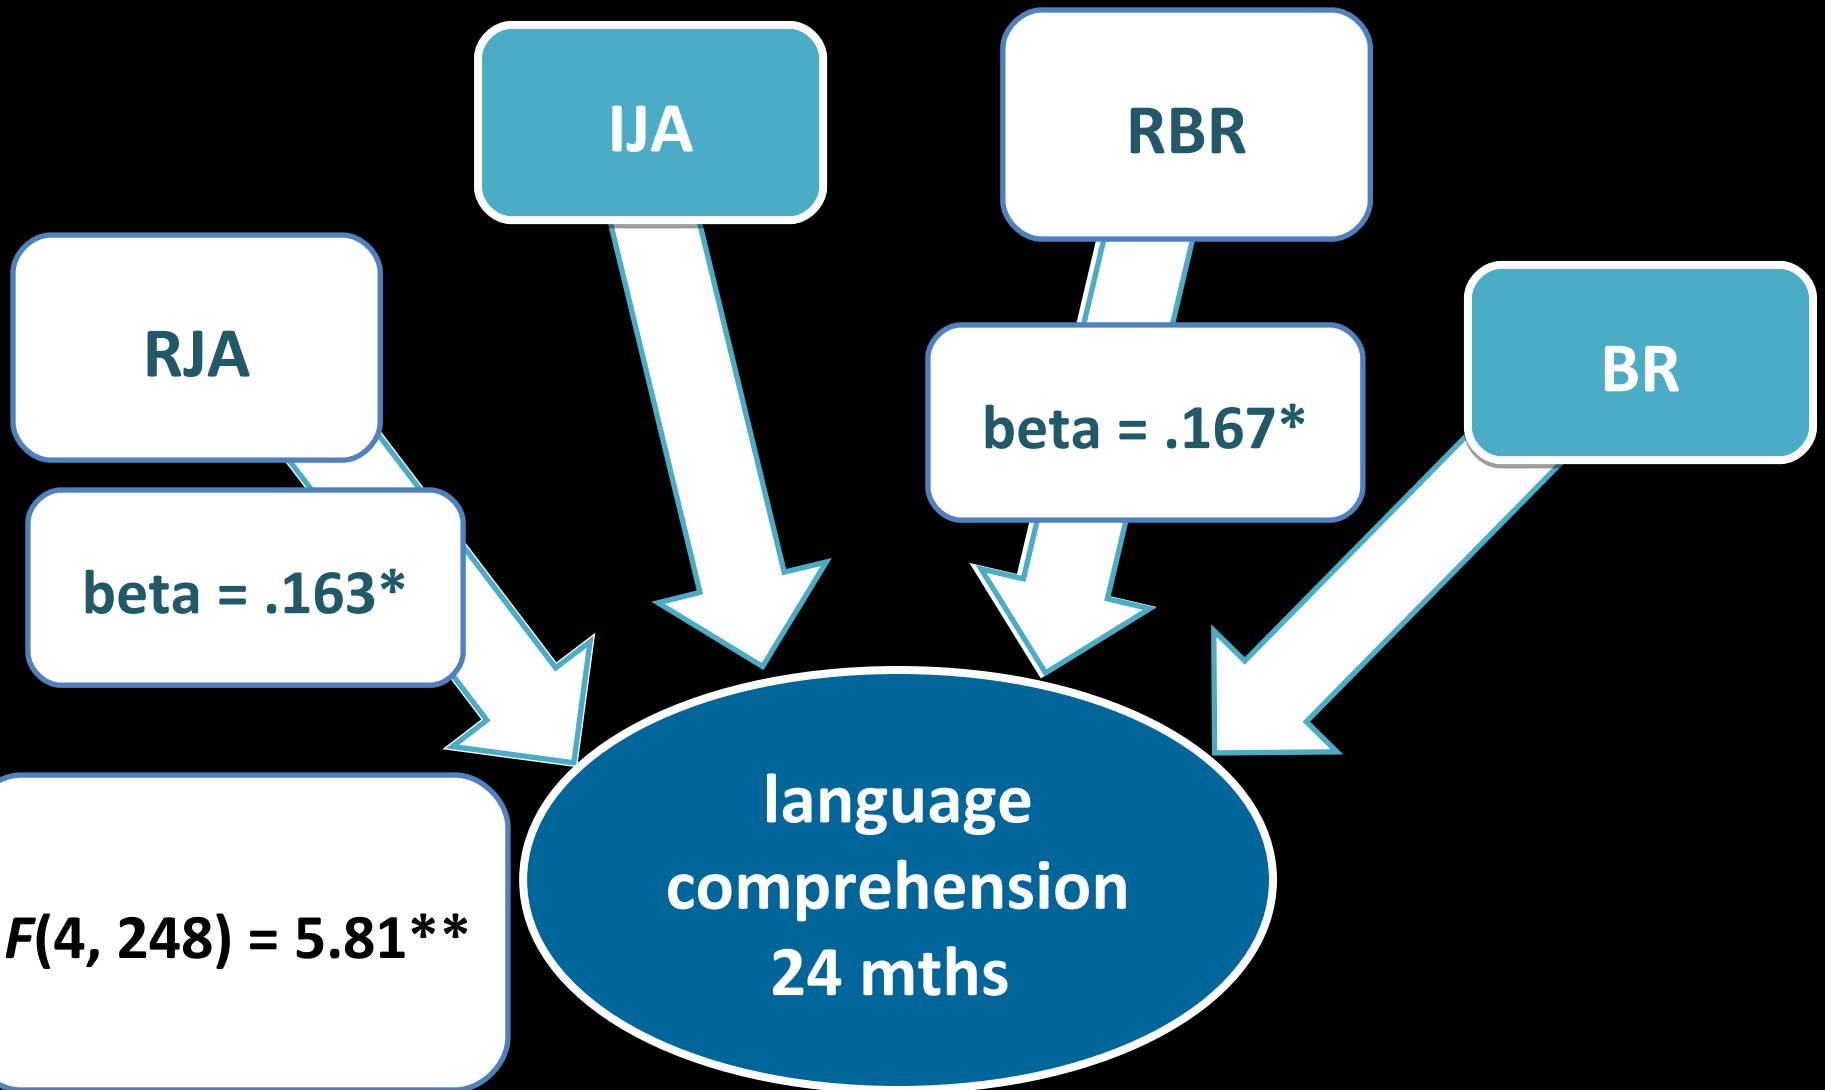 IJA
RBR
RJA
BR
beta = .167*
beta = .163*
language
comprehension
24 mths
F(4, 248) = 5.81**